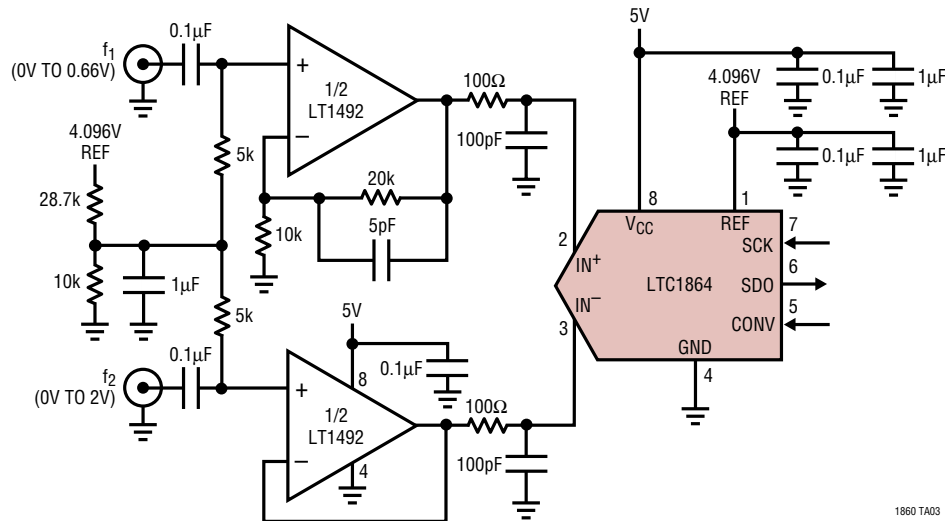 f1
(0V TO 0.66V)
0.1µF
4.096V
REF
28.7k
10k
1µF
5k
5k
f2
(0V TO 2V)
0.1µF
+
–
1/2
LT1492
10k
20k
5pF
100Ω
100pF
+
–
1/2
LT1492
5V
8
4
0.1µF
100Ω
100pF
5V
0.1µF
1µF
4.096V
REF
0.1µF
1µF
8
1
VCC
REF
2
IN+
IN–
3
LTC1864
SCK
7
SDO
6
CONV
5
GND
4
1860 TA03